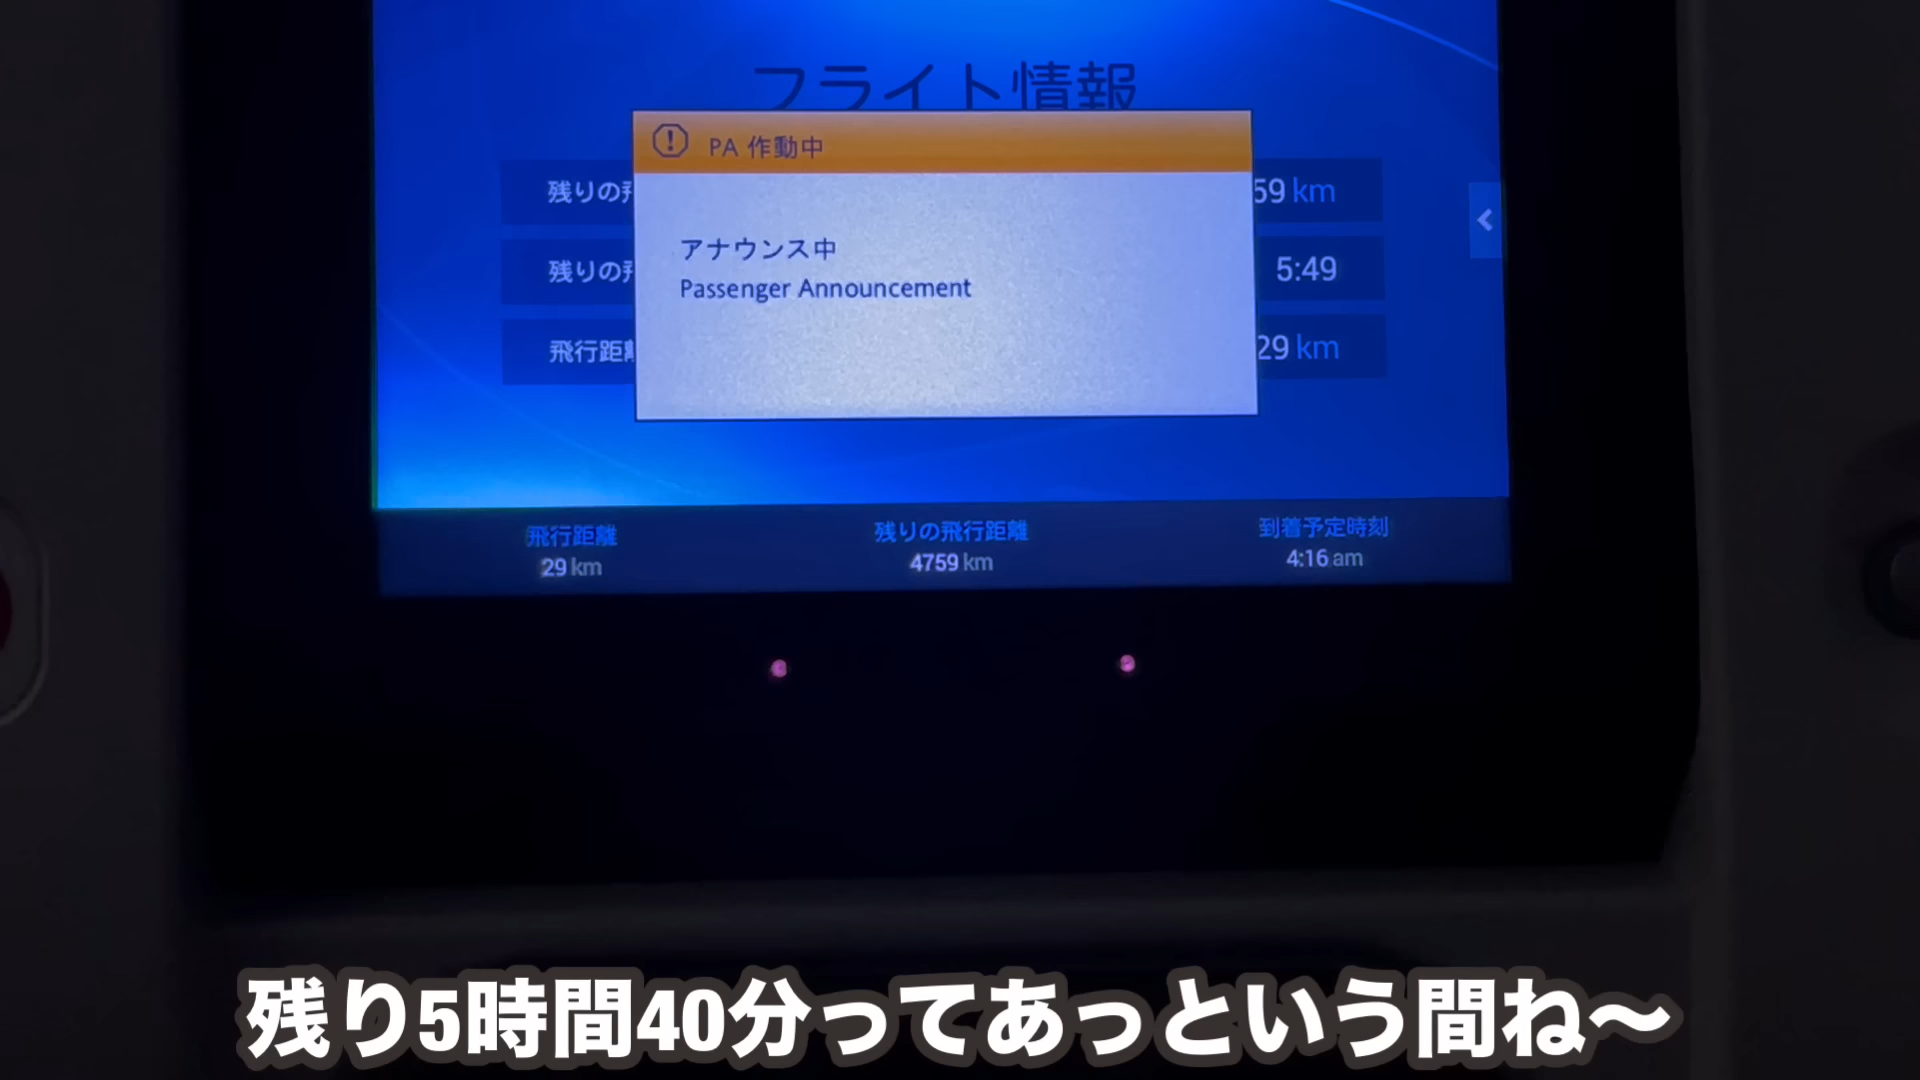 フライト情報
PA 作動中
残りの
59 km
アナウンス中
Passenger Announcement
残りの
5:49
飛行距離
29 km
飛行距離
29 km
残りの飛行距離
4759 km
到着予定時刻
4:16 am
残り5時間40分ってあっという間ね〜